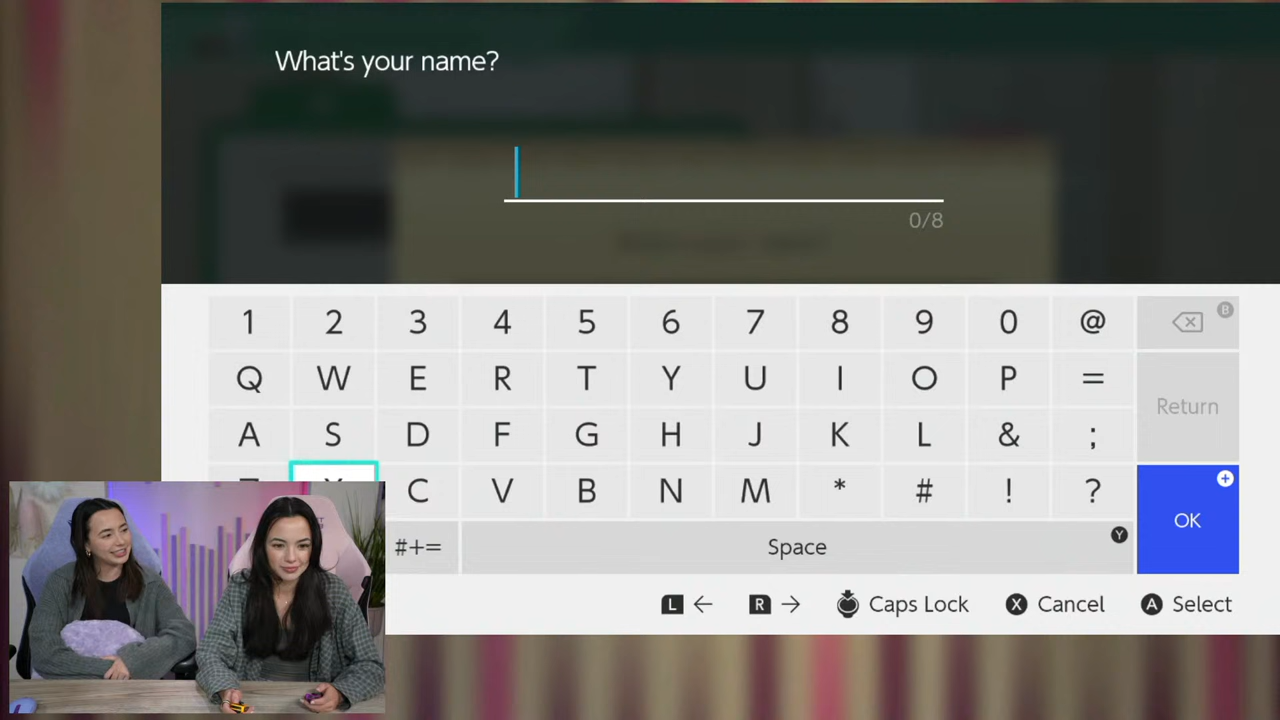 What's your name?
0/8
1 2 3 4 5 6 7 8 9 0 @
B
Q W E R T Y U I O P =
Return
A S D F G H J K L & ;
C V B N M * # ! ?
+
OK
#+= Space Y
L ← R → Caps Lock X Cancel A Select